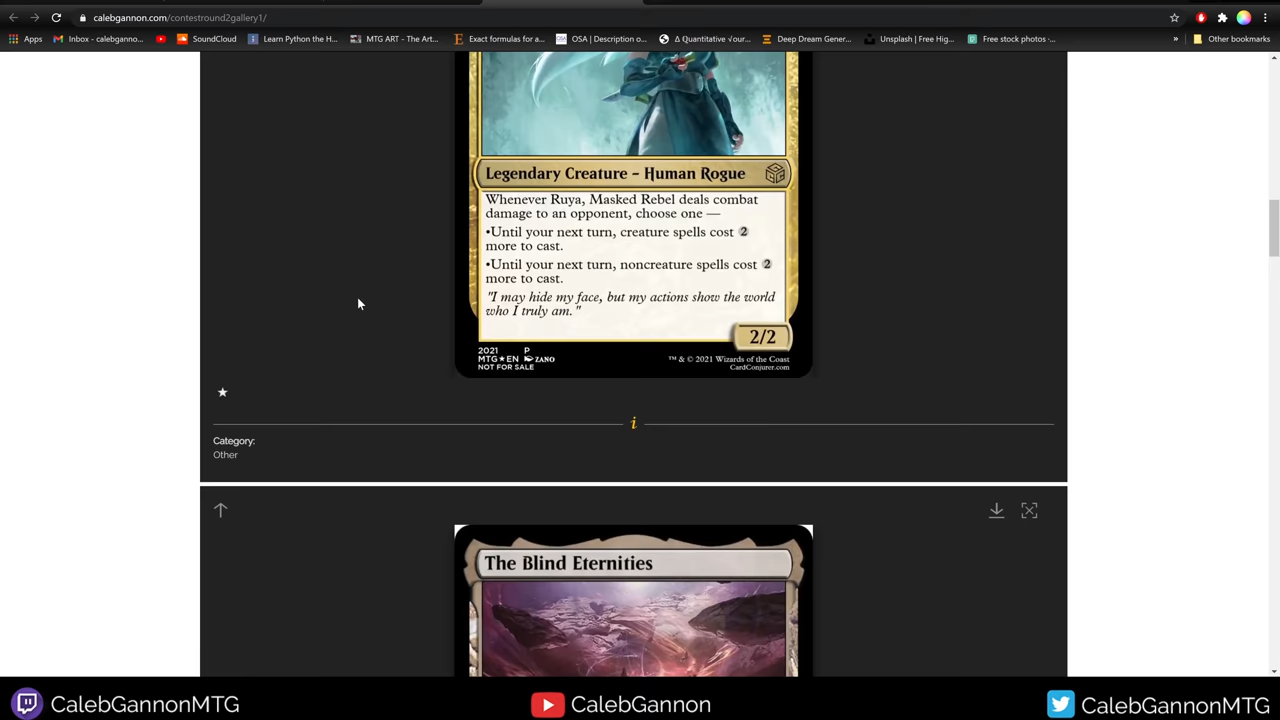 calebgannon.com/contestround2gallery1/
Apps
Inbox - calebganno...
SoundCloud
Learn Python the H...
MTG ART - The Art...
Exact formulas for a...
OSA | Description o...
Δ Quantitative √our...
Deep Dream Gener...
Unsplash | Free Hig...
Free stock photos ·...
»
Other bookmarks
Legendary Creature – Human Rogue
Whenever Ruya, Masked Rebel deals combat
damage to an opponent, choose one —
•Until your next turn, creature spells cost 2
more to cast.
•Until your next turn, noncreature spells cost 2
more to cast.
"I may hide my face, but my actions show the world
who I truly am."
2/2
2021 P
MTG★EN ZANO
NOT FOR SALE
™ & © 2021 Wizards of the Coast
CardConjurer.com
i
Category:
Other
The Blind Eternities
CalebGannonMTG
CalebGannon
CalebGannonMTG